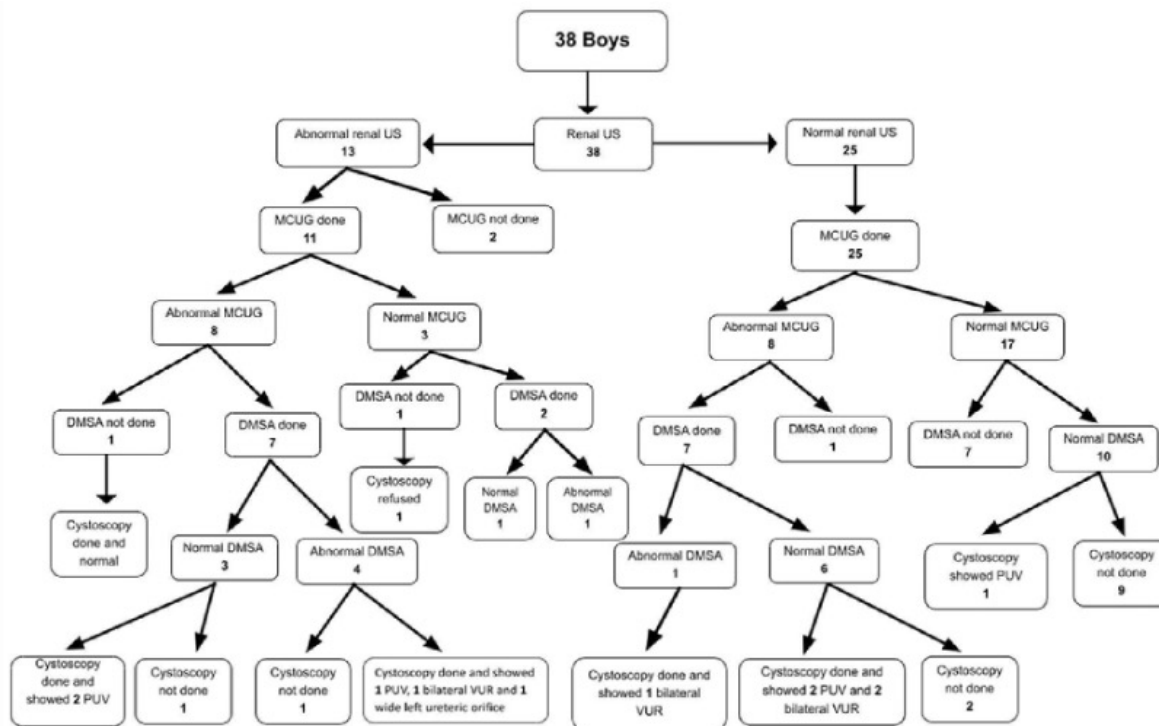 38 Boys
Abnormal renal US
13
Renal US
38
Normal renal US
25
MCUG done
11
MCUG not done
2
MCUG done
25
Abnormal MCUG
8
Normal MCUG
3
Abnormal MCUG
8
Normal MCUG
17
DMSA not done
1
DMSA done
7
DMSA not done
1
DMSA done
2
DMSA done
7
DMSA not done
1
DMSA not done
7
Normal DMSA
10
Cystoscopy
done and
normal
Cystoscopy
refused
1
Normal
DMSA
1
Abnormal
DMSA
1
Normal DMSA
3
Abnormal DMSA
4
Abnormal DMSA
1
Normal DMSA
6
Cystoscopy
showed PUV
1
Cystoscopy
not done
9
Cystoscopy
done and
showed 2 PUV
Cystoscopy
not done
1
Cystoscopy
not done
1
Cystoscopy done and showed
1 PUV, 1 bilateral VUR and 1
wide left ureteric orifice
Cystoscopy done and
showed 1 bilateral
VUR
Cystoscopy done and
showed 2 PUV and 2
bilateral VUR
Cystoscopy
not done
2